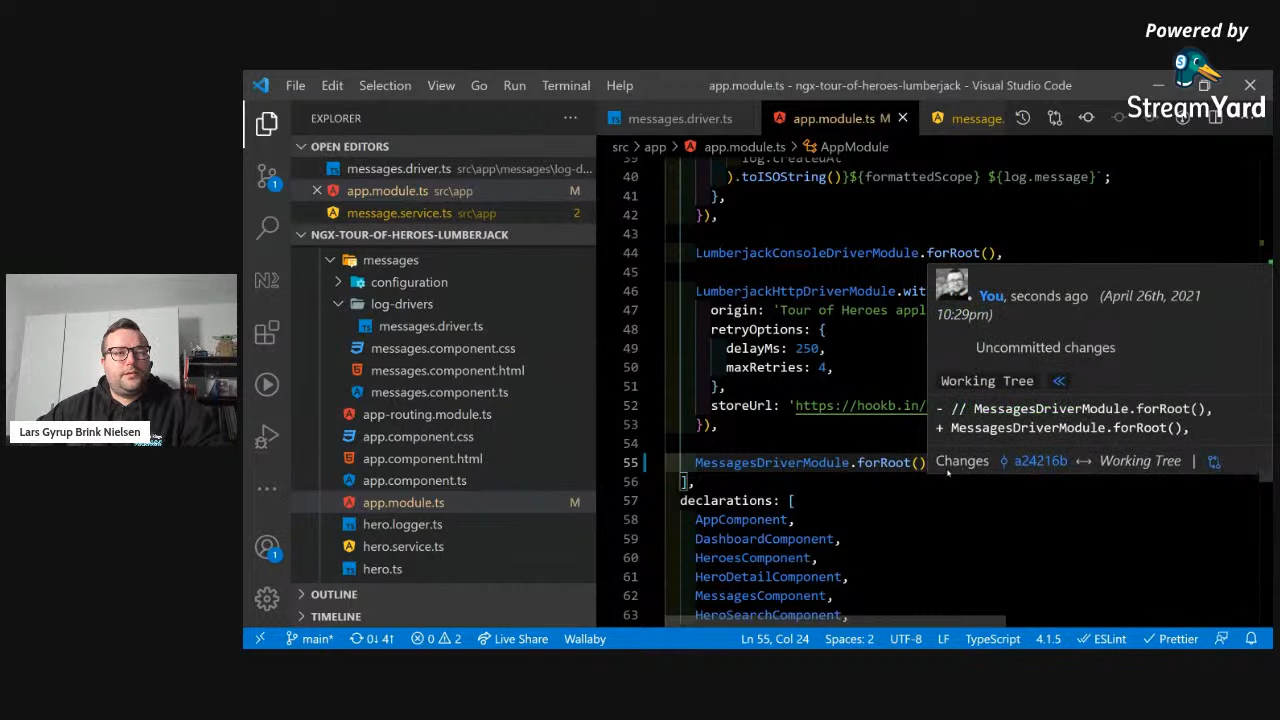 Powered by
StreamYard
File Edit Selection View Go Run Terminal Help
app.module.ts - ngx-tour-of-heroes-lumberjack - Visual Studio Code
EXPLORER
messages.driver.ts
app.module.ts M
message.
OPEN EDITORS
messages.driver.ts src\app\messages\log-d...
app.module.ts src\app M
message.service.ts src\app 2
NGX-TOUR-OF-HEROES-LUMBERJACK
messages
configuration
log-drivers
messages.driver.ts
messages.component.css
messages.component.html
messages.component.ts
app-routing.module.ts
app.component.css
app.component.html
app.component.ts
app.module.ts M
hero.logger.ts
hero.service.ts
hero.ts
OUTLINE
TIMELINE
1
1
src > app > app.module.ts > AppModule
39 log.createdAt
40 ).toISOString()}${formattedScope} ${log.message}`;
41 },
42 }),
43
44 LumberjackConsoleDriverModule.forRoot(),
45
46 LumberjackHttpDriverModule.wit
47 origin: 'Tour of Heroes appl
48 retryOptions: {
49 delayMs: 250,
50 maxRetries: 4,
51 },
52 storeUrl: 'https://hookb.in/
53 }),
54
55 MessagesDriverModule.forRoot()
56 ],
57 declarations: [
58 AppComponent,
59 DashboardComponent,
60 HeroesComponent,
61 HeroDetailComponent,
62 MessagesComponent,
63 HeroSearchComponent,
You, seconds ago (April 26th, 2021
10:29pm)
Uncommitted changes
Working Tree
- // MessagesDriverModule.forRoot(),
+ MessagesDriverModule.forRoot(),
Changes a24216b ↔ Working Tree |
Lars Gyrup Brink Nielsen
main* 0↓ 4↑ 0 2 Live Share Wallaby Ln 55, Col 24 Spaces: 2 UTF-8 LF TypeScript 4.1.5 ESLint Prettier